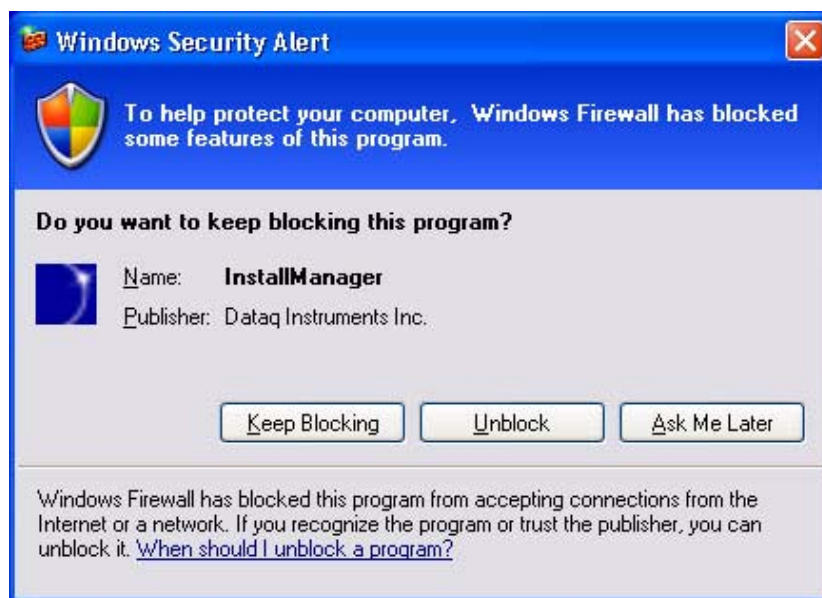 Windows Security Alert
To help protect your computer, Windows Firewall has blocked
some features of this program.
Do you want to keep blocking this program?
Name: InstallManager
Publisher: Dataq Instruments Inc.
Keep Blocking Unblock Ask Me Later
Windows Firewall has blocked this program from accepting connections from the
Internet or a network. If you recognize the program or trust the publisher, you can
unblock it. When should I unblock a program?